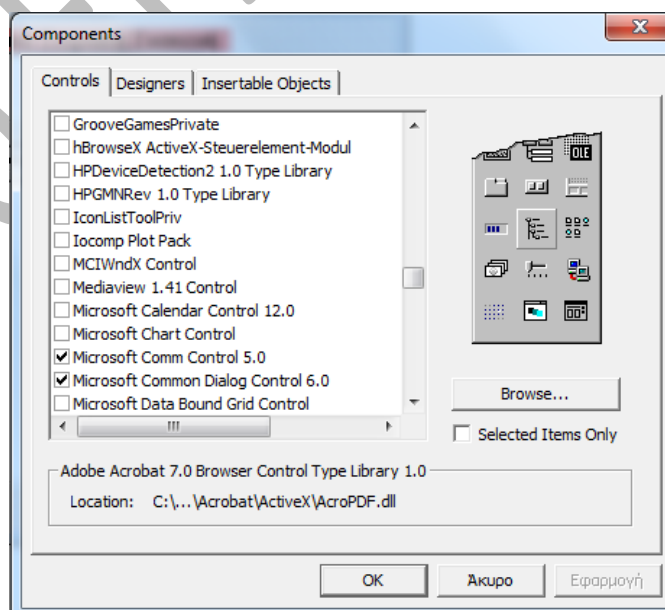 Components
Controls Designers Insertable Objects
GrooveGamesPrivate
hBrowseX ActiveX-Steuerelement-Modul
HPDeviceDetection2 1.0 Type Library
HPGMNRev 1.0 Type Library
IconListToolPriv
Iocomp Plot Pack
MCIWndX Control
Mediaview 1.41 Control
Microsoft Calendar Control 12.0
Microsoft Chart Control
Microsoft Comm Control 5.0
Microsoft Common Dialog Control 6.0
Microsoft Data Bound Grid Control
OLE
Browse...
Selected Items Only
Adobe Acrobat 7.0 Browser Control Type Library 1.0
Location: C:\...\Acrobat\ActiveX\AcroPDF.dll
OK Άκυρο Εφαρμογή